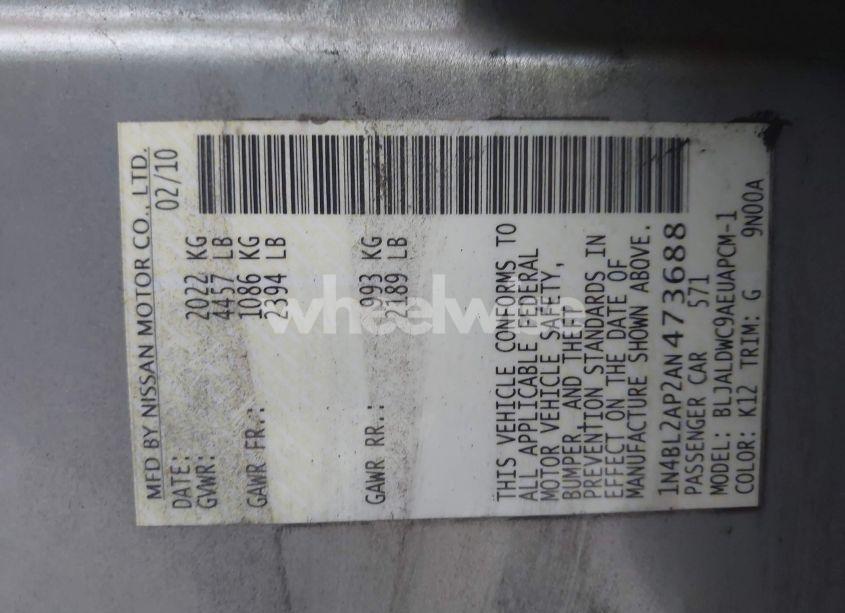 MFD BY NISSAN MOTOR CO., LTD.
DATE: 02/10
GVWR: 2022 KG
4457 LB
GAWR FR.: 1086 KG
2394 LB
GAWR RR.: 993 KG
2189 LB
THIS VEHICLE CONFORMS TO
ALL APPLICABLE FEDERAL
MOTOR VEHICLE SAFETY,
BUMPER, AND THEFT
PREVENTION STANDARDS IN
EFFECT ON THE DATE OF
MANUFACTURE SHOWN ABOVE.
1N4BL2AP2AN473688
PASSENGER CAR 571
MODEL: BLJALDWC9AEUAPCM-1
COLOR: K12 TRIM: G 9N00A
wheelwise